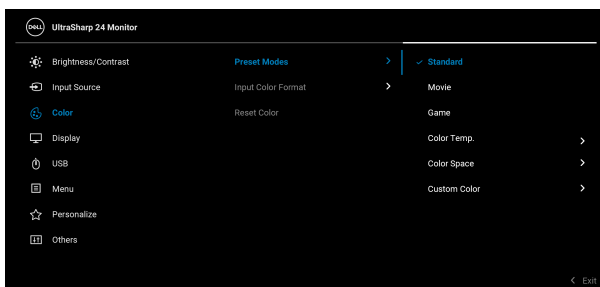 DELL UltraSharp 24 Monitor
Brightness/Contrast Preset Modes Standard
Input Source Input Color Format Movie
Color Reset Color Game
Display Color Temp.
USB Color Space
Menu Custom Color
Personalize
Others
Exit